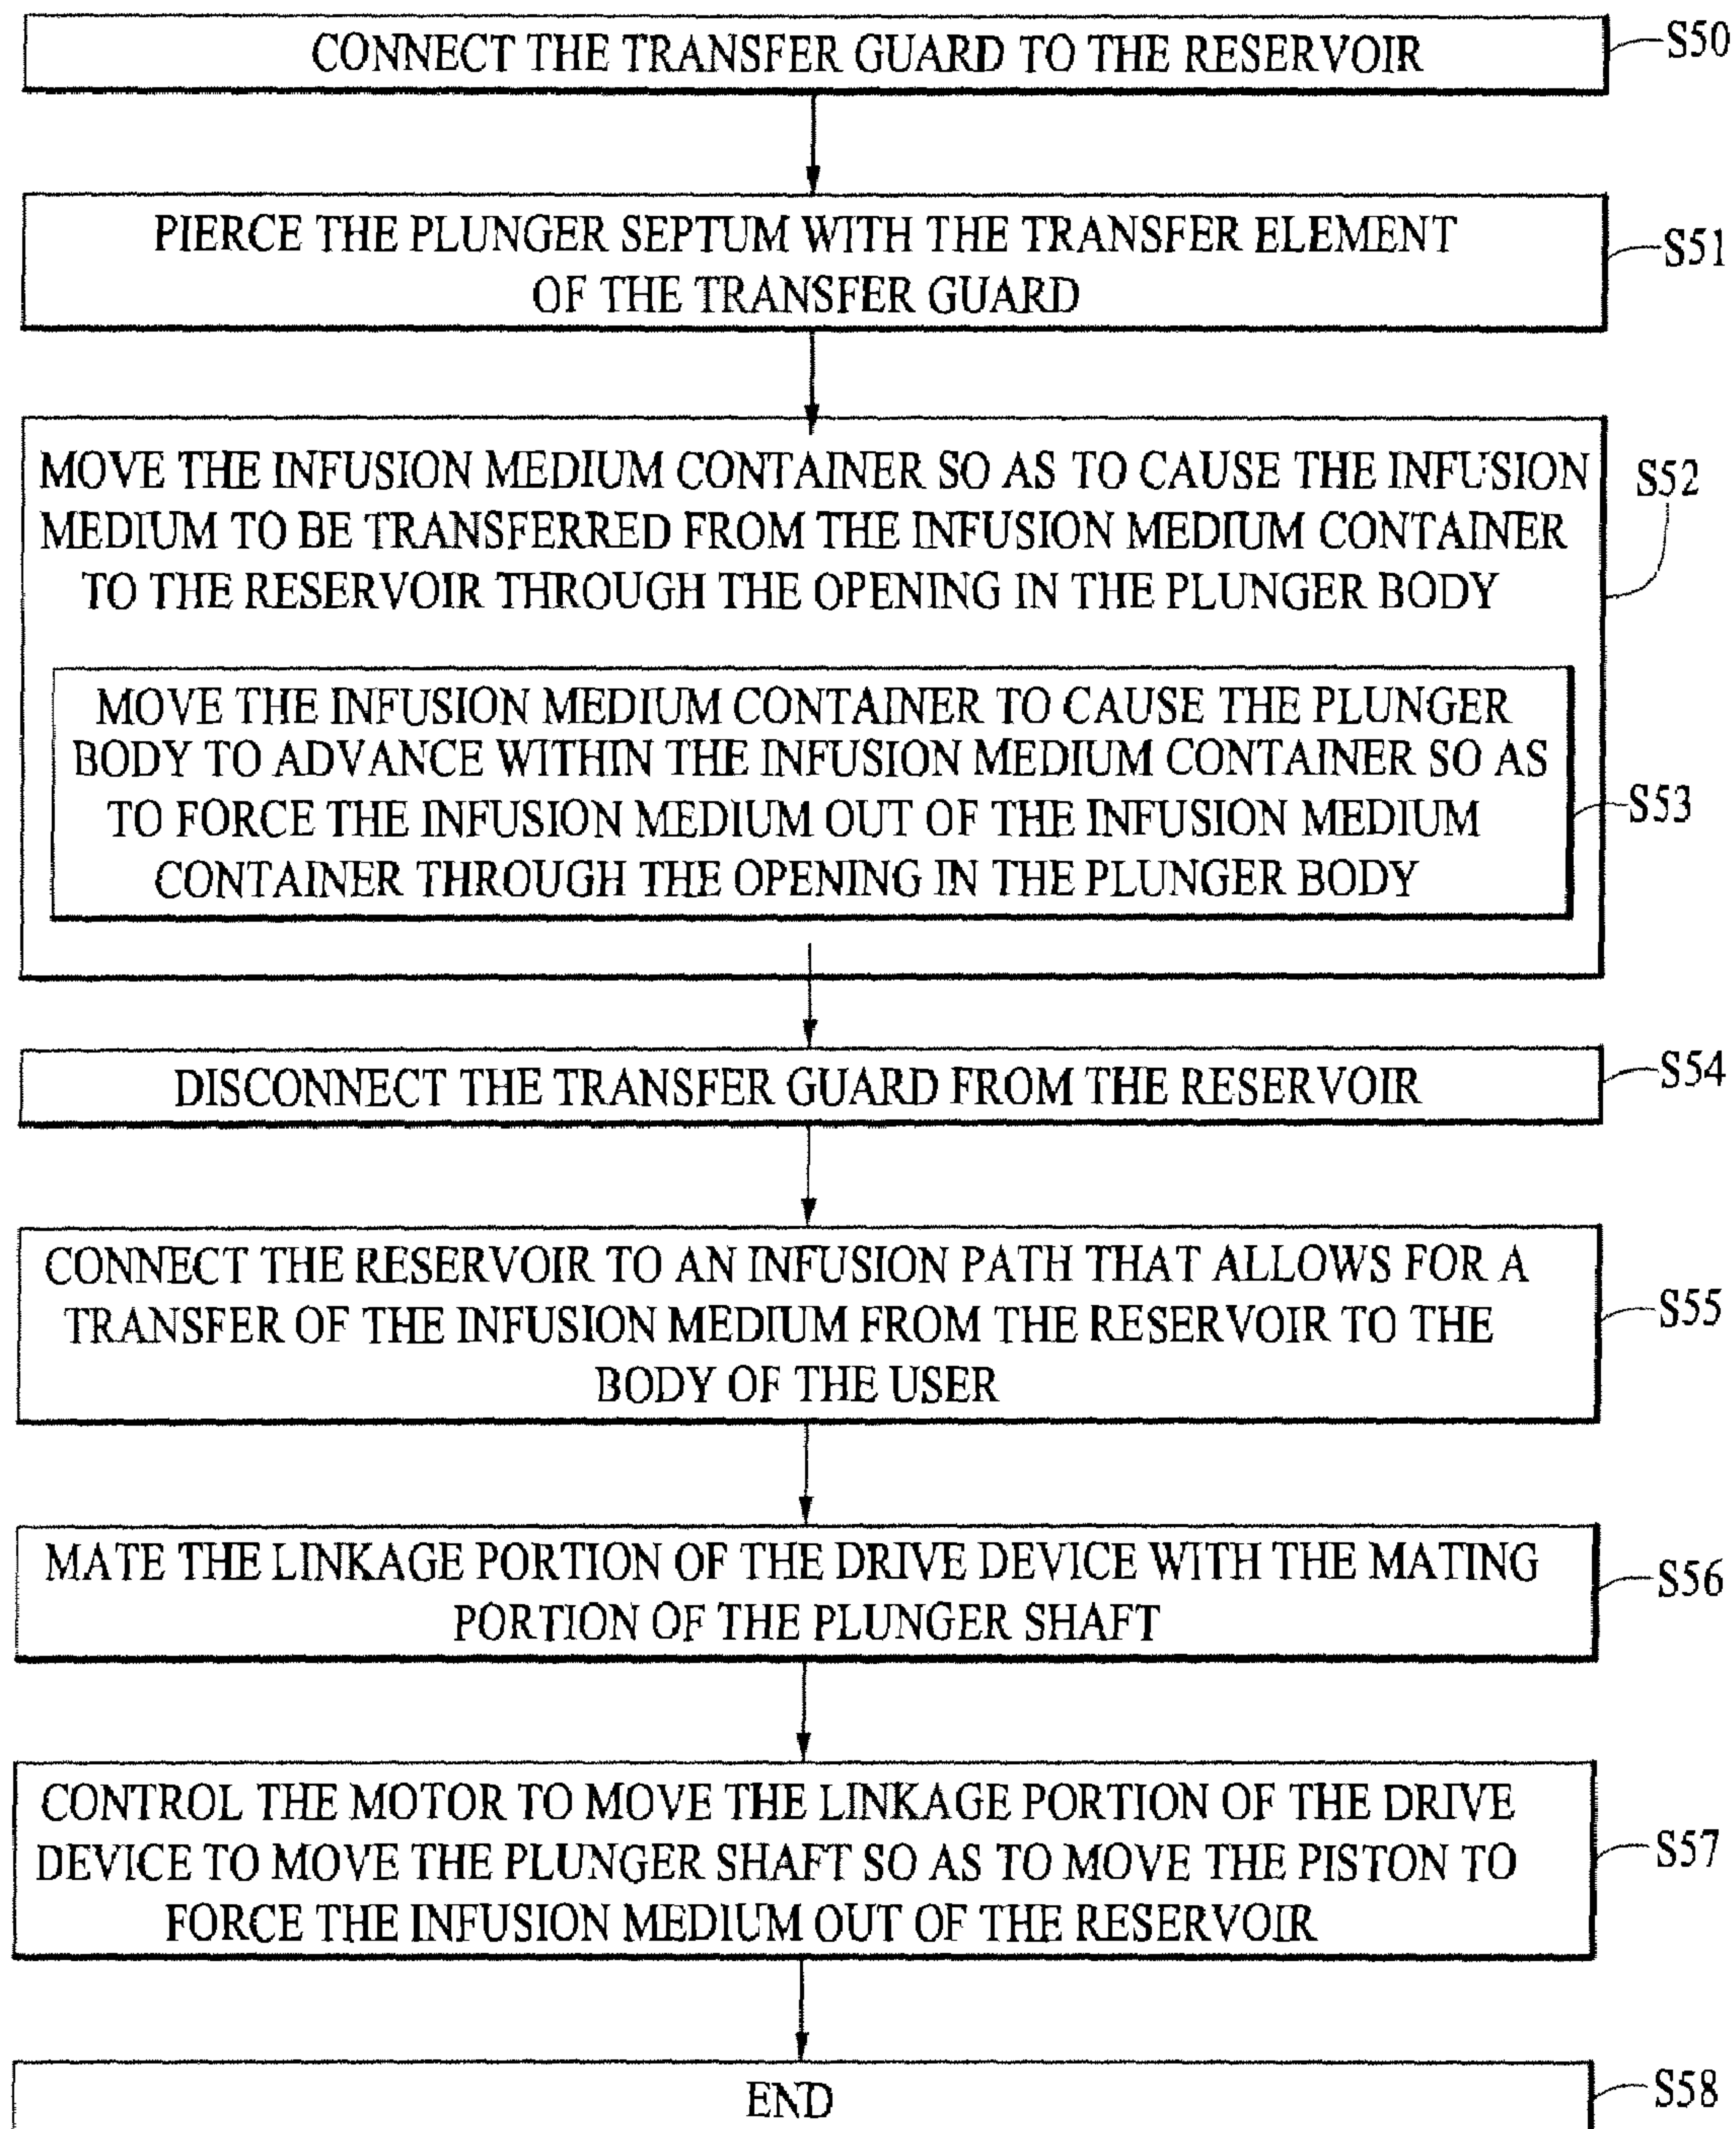 CONNECT THE TRANSFER GUARD TO THE RESERVOIR
S50
PIERCE THE PLUNGER SEPTUM WITH THE TRANSFER ELEMENT
OF THE TRANSFER GUARD
S51
MOVE THE INFUSION MEDIUM CONTAINER SO AS TO CAUSE THE INFUSION
MEDIUM TO BE TRANSFERRED FROM THE INFUSION MEDIUM CONTAINER
TO THE RESERVOIR THROUGH THE OPENING IN THE PLUNGER BODY
S52
MOVE THE INFUSION MEDIUM CONTAINER TO CAUSE THE PLUNGER
BODY TO ADVANCE WITHIN THE INFUSION MEDIUM CONTAINER SO AS
TO FORCE THE INFUSION MEDIUM OUT OF THE INFUSION MEDIUM
CONTAINER THROUGH THE OPENING IN THE PLUNGER BODY
S53
DISCONNECT THE TRANSFER GUARD FROM THE RESERVOIR
S54
CONNECT THE RESERVOIR TO AN INFUSION PATH THAT ALLOWS FOR A
TRANSFER OF THE INFUSION MEDIUM FROM THE RESERVOIR TO THE
BODY OF THE USER
S55
MATE THE LINKAGE PORTION OF THE DRIVE DEVICE WITH THE MATING
PORTION OF THE PLUNGER SHAFT
S56
CONTROL THE MOTOR TO MOVE THE LINKAGE PORTION OF THE DRIVE
DEVICE TO MOVE THE PLUNGER SHAFT SO AS TO MOVE THE PISTON TO
FORCE THE INFUSION MEDIUM OUT OF THE RESERVOIR
S57
END
S58